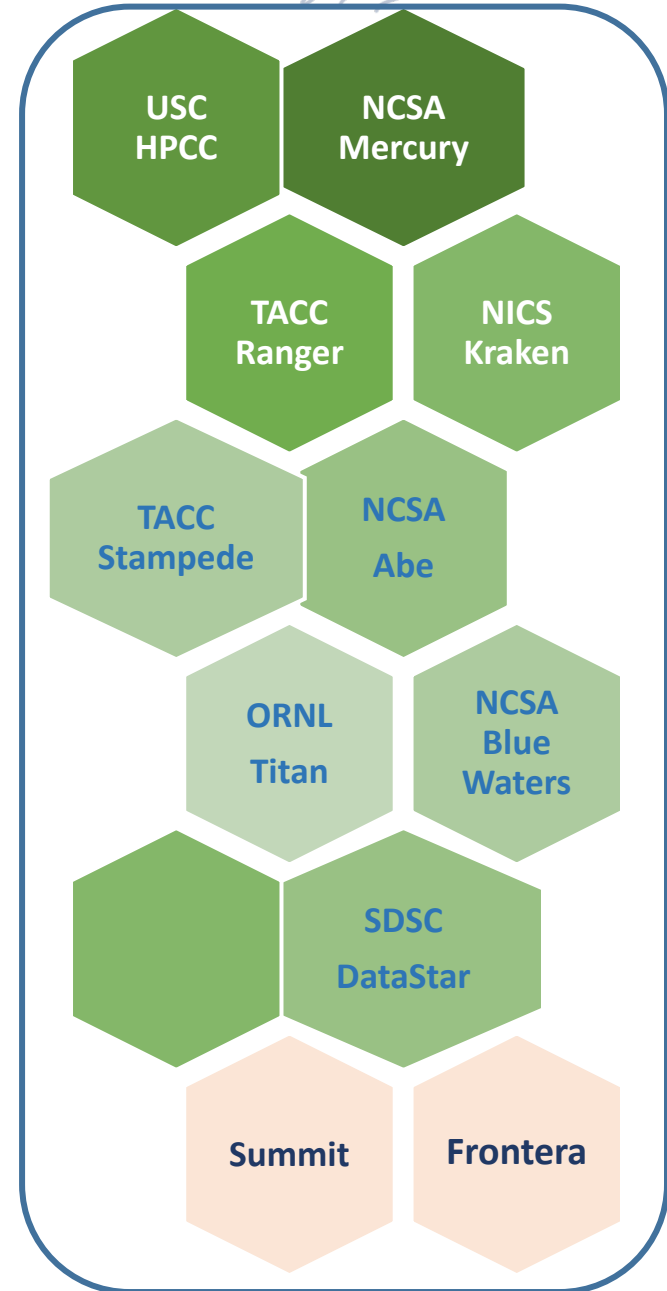 USC
HPCC
NCSA
Mercury
TACC
Ranger
NICS
Kraken
TACC
Stampede
NCSA
Abe
ORNL
Titan
NCSA
Blue
Waters
SDSC
DataStar
Summit
Frontera